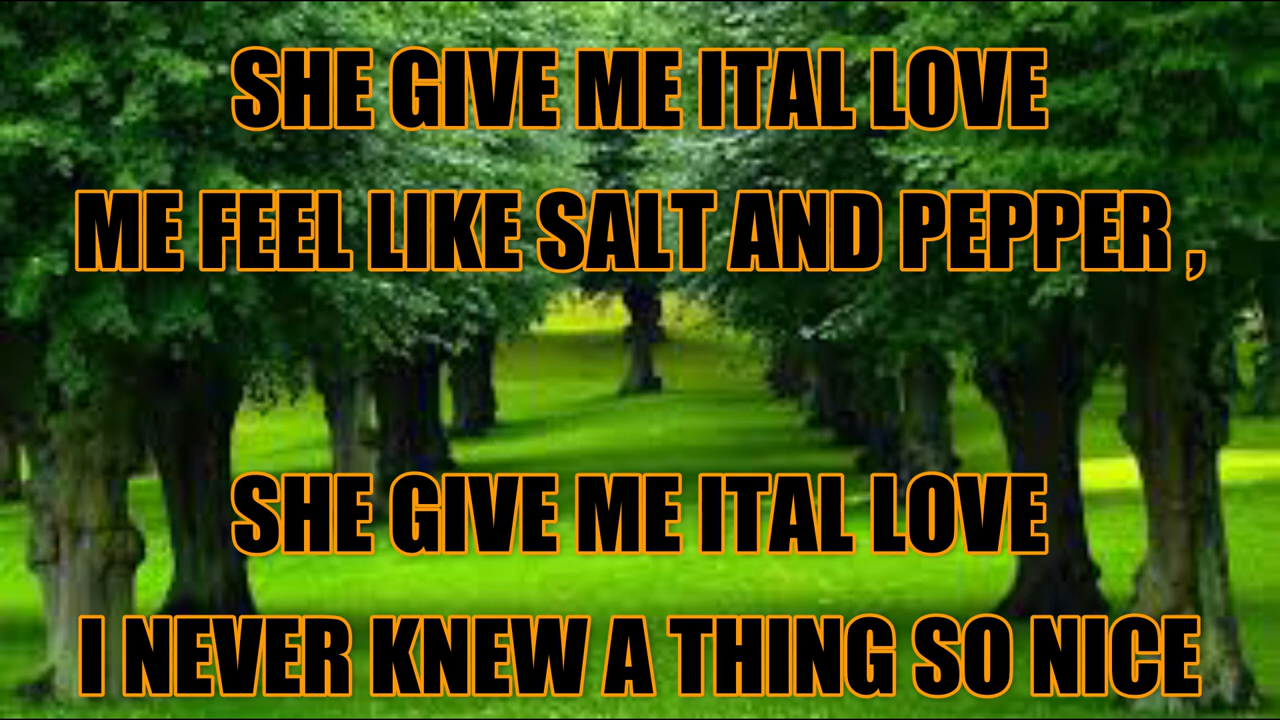 SHE GIVE ME ITAL LOVE
ME FEEL LIKE SALT AND PEPPER ,
SHE GIVE ME ITAL LOVE
I NEVER KNEW A THING SO NICE